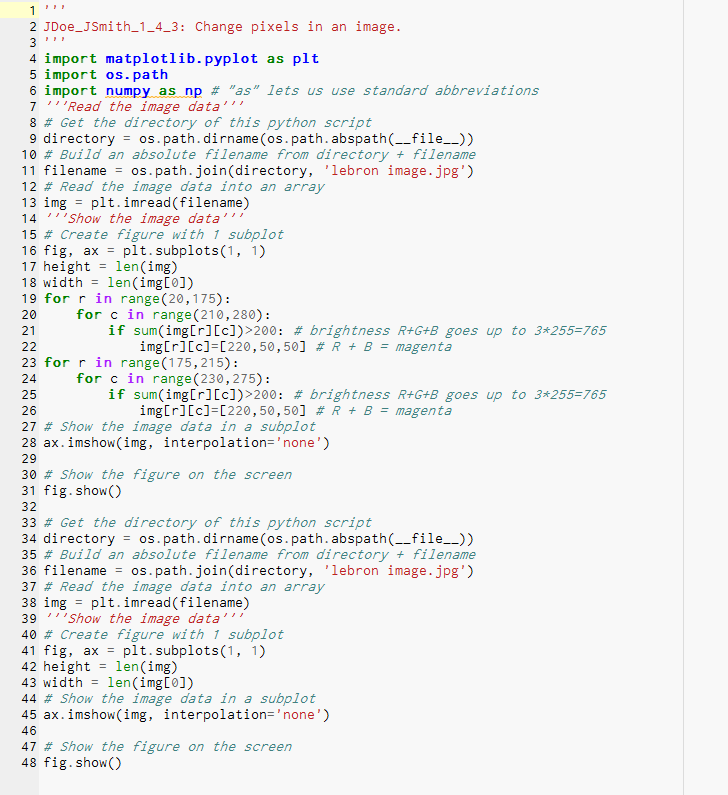 1 '''
2 JDoe_JSmith_1_4_3: Change pixels in an image.
3 '''
4 import matplotlib.pyplot as plt
5 import os.path
6 import numpy as np # "as" lets us use standard abbreviations
7 '''Read the image data'''
8 # Get the directory of this python script
9 directory = os.path.dirname(os.path.abspath(__file__))
10 # Build an absolute filename from directory + filename
11 filename = os.path.join(directory, 'lebron image.jpg')
12 # Read the image data into an array
13 img = plt.imread(filename)
14 '''Show the image data'''
15 # Create figure with 1 subplot
16 fig, ax = plt.subplots(1, 1)
17 height = len(img)
18 width = len(img[0])
19 for r in range(20,175):
20     for c in range(210,280):
21         if sum(img[r][c])>200: # brightness R+G+B goes up to 3*255=765
22             img[r][c]=[220,50,50] # R + B = magenta
23 for r in range(175,215):
24     for c in range(230,275):
25         if sum(img[r][c])>200: # brightness R+G+B goes up to 3*255=765
26             img[r][c]=[220,50,50] # R + B = magenta
27 # Show the image data in a subplot
28 ax.imshow(img, interpolation='none')
29
30 # Show the figure on the screen
31 fig.show()
32
33 # Get the directory of this python script
34 directory = os.path.dirname(os.path.abspath(__file__))
35 # Build an absolute filename from directory + filename
36 filename = os.path.join(directory, 'lebron image.jpg')
37 # Read the image data into an array
38 img = plt.imread(filename)
39 '''Show the image data'''
40 # Create figure with 1 subplot
41 fig, ax = plt.subplots(1, 1)
42 height = len(img)
43 width = len(img[0])
44 # Show the image data in a subplot
45 ax.imshow(img, interpolation='none')
46
47 # Show the figure on the screen
48 fig.show()